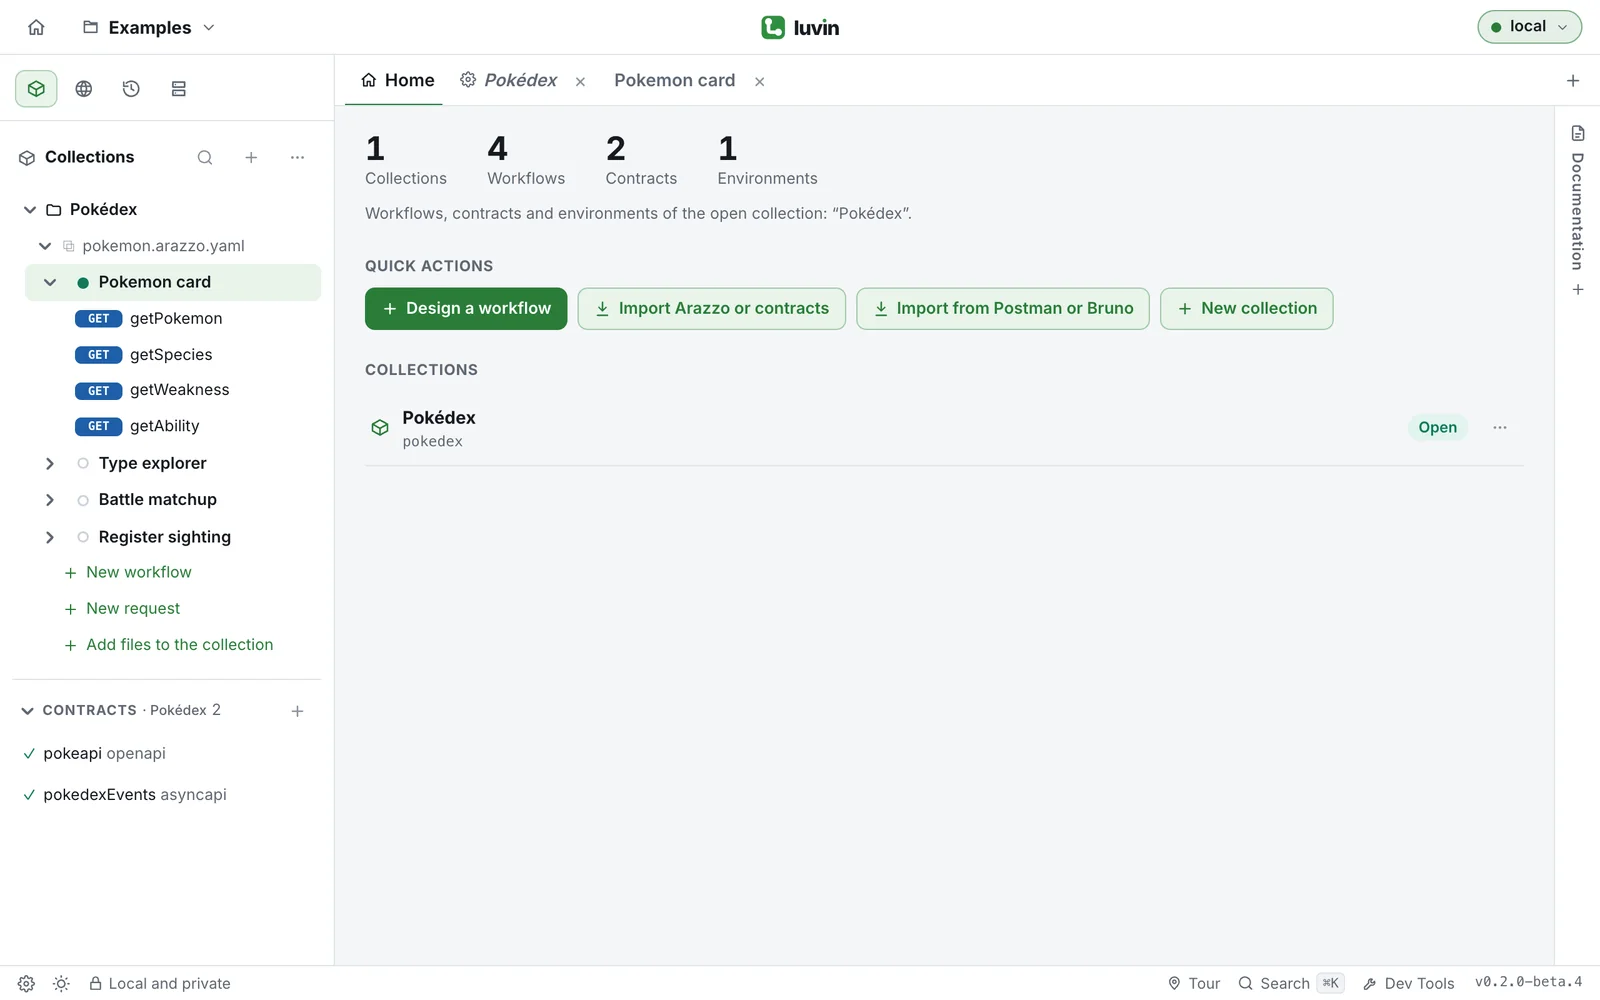 Examples
luvin
local
Home
Pokédex
Pokemon card
Collections
Pokédex
pokemon.arazzo.yaml
Pokemon card
GET getPokemon
GET getSpecies
GET getWeakness
GET getAbility
Type explorer
Battle matchup
Register sighting
+ New workflow
+ New request
+ Add files to the collection
CONTRACTS · Pokédex 2
pokeapi openapi
pokedexEvents asyncapi
1 Collections
4 Workflows
2 Contracts
1 Environments
Workflows, contracts and environments of the open collection: “Pokédex”.
QUICK ACTIONS
+ Design a workflow
Import Arazzo or contracts
Import from Postman or Bruno
+ New collection
COLLECTIONS
Pokédex
pokedex
Open
Documentation
Local and private
Tour
Search ⌘K
Dev Tools
v0.2.0-beta.4